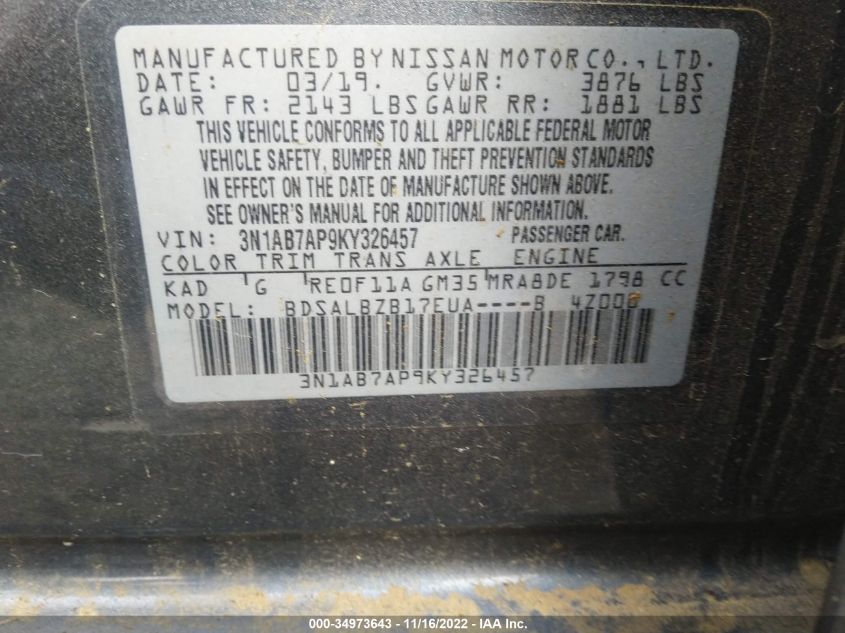 MANUFACTURED BY NISSAN MOTOR CO., LTD.
DATE: 03/19. GVWR: 3876 LBS
GAWR FR: 2143 LBS GAWR RR: 1881 LBS
THIS VEHICLE CONFORMS TO ALL APPLICABLE FEDERAL MOTOR
VEHICLE SAFETY, BUMPER AND THEFT PREVENTION STANDARDS
IN EFFECT ON THE DATE OF MANUFACTURE SHOWN ABOVE.
SEE OWNER'S MANUAL FOR ADDITIONAL INFORMATION.
VIN: 3N1AB7AP9KY326457 PASSENGER CAR.
COLOR TRIM TRANS AXLE ENGINE
KAD G RE0F11A GM35 MRA8DE 1798 CC
MODEL: BDSALBZB17EUA----B 4Z000
3N1AB7AP9KY326457
000-34973643 - 11/16/2022 - IAAI.com